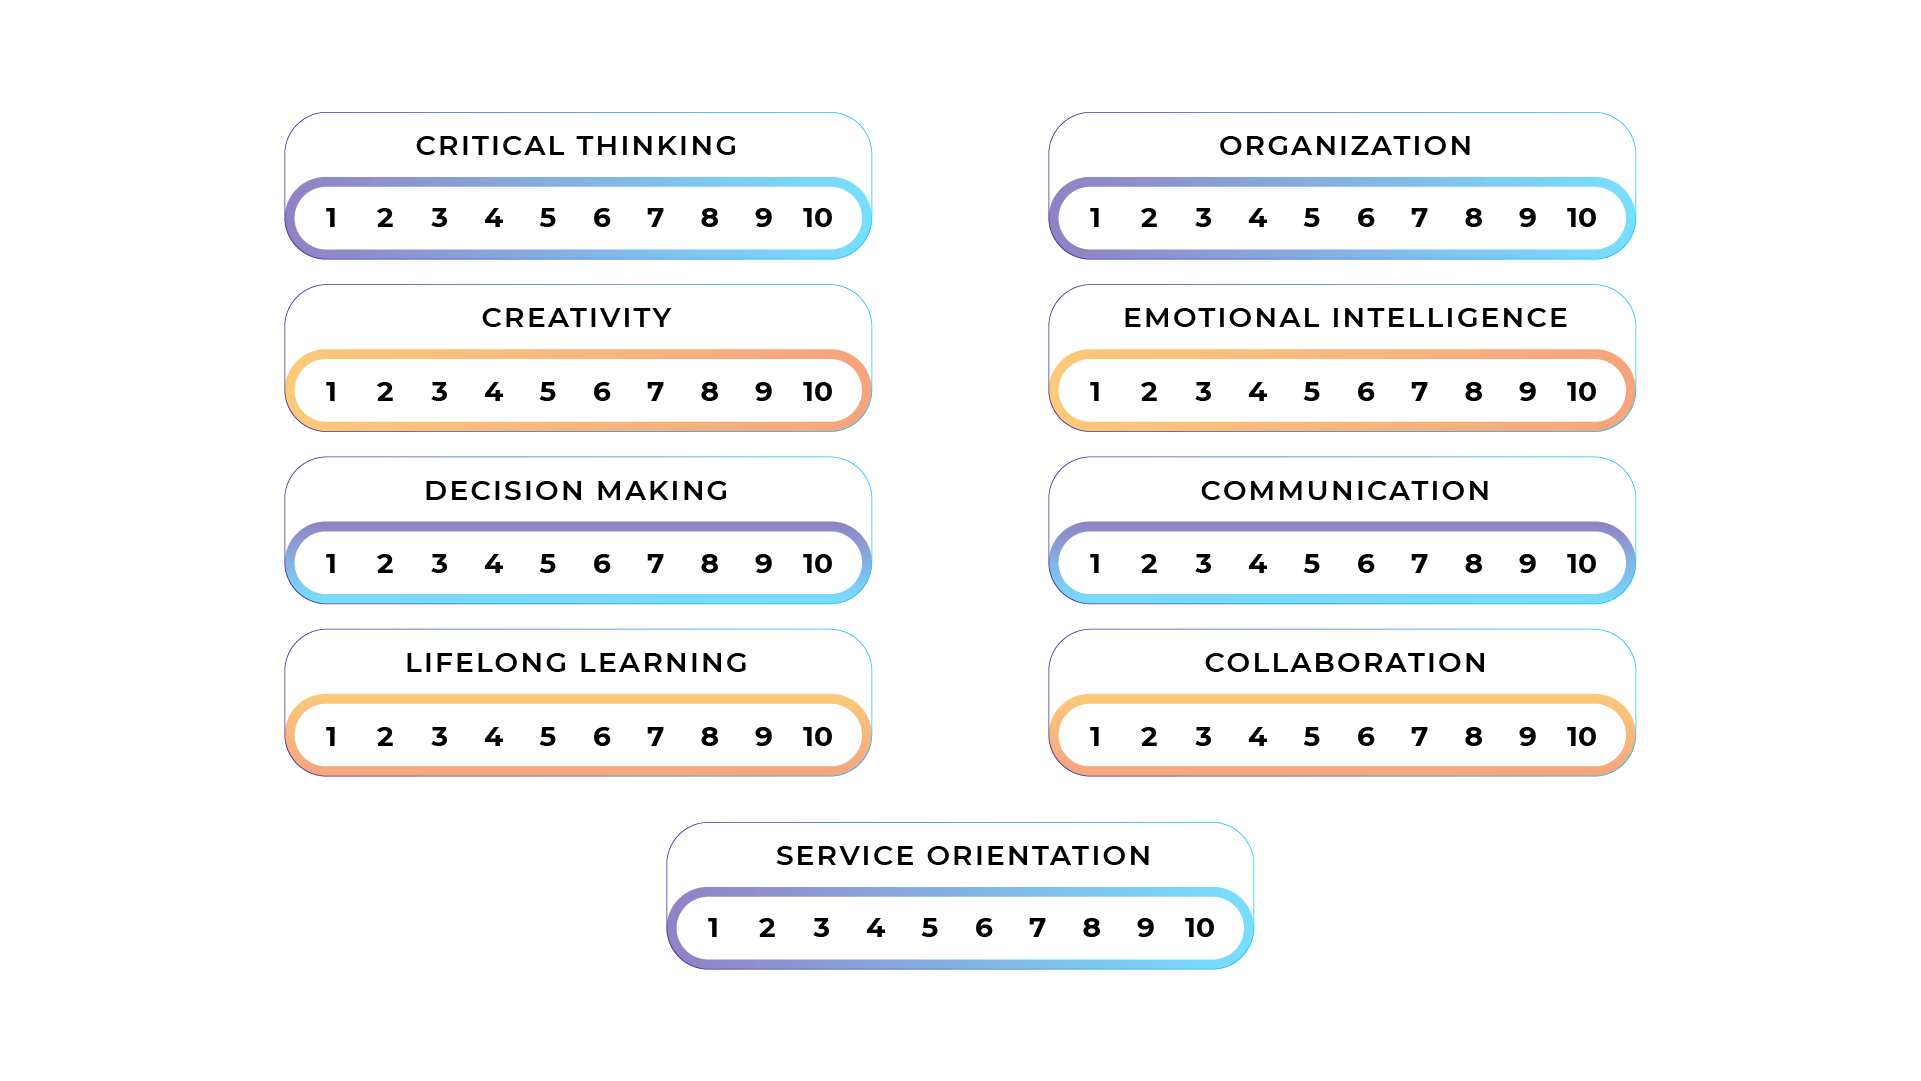 CRITICAL THINKING
1 2 3 4 5 6 7 8 9 10
ORGANIZATION
1 2 3 4 5 6 7 8 9 10
CREATIVITY
1 2 3 4 5 6 7 8 9 10
EMOTIONAL INTELLIGENCE
1 2 3 4 5 6 7 8 9 10
DECISION MAKING
1 2 3 4 5 6 7 8 9 10
COMMUNICATION
1 2 3 4 5 6 7 8 9 10
LIFELONG LEARNING
1 2 3 4 5 6 7 8 9 10
COLLABORATION
1 2 3 4 5 6 7 8 9 10
SERVICE ORIENTATION
1 2 3 4 5 6 7 8 9 10